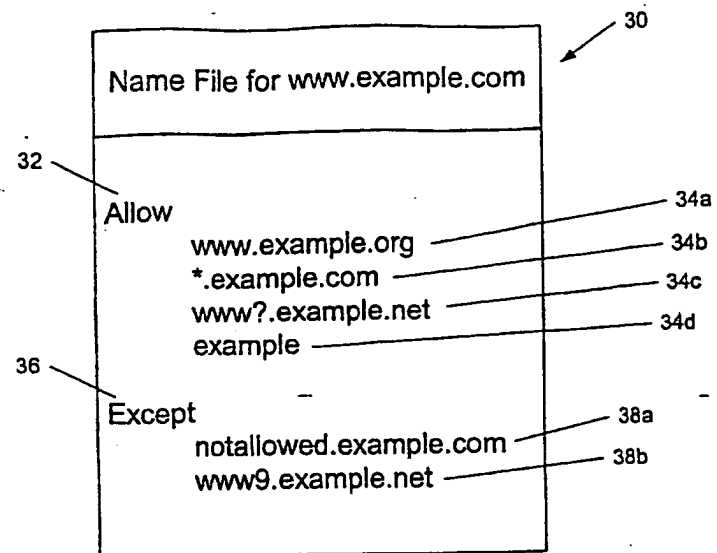 30
Name File for www.example.com
32
Allow
www.example.org 34a
*.example.com 34b
www?.example.net 34c
example 34d
36
Except
notallowed.example.com 38a
www9.example.net 38b